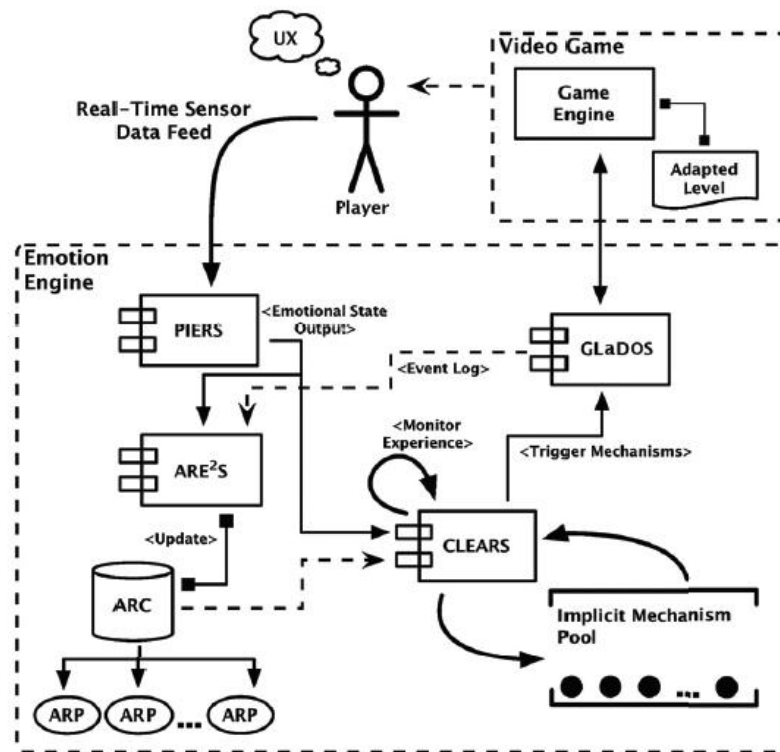 UX
Video Game
Game
Engine
Adapted
Level
Real-Time Sensor
Data Feed
Player
Emotion
Engine
PIERS
<Emotional State
Output>
GLaDOS
<Event Log>
<Monitor
Experience>
<Trigger Mechanisms>
ARE²S
<Update>
CLEARS
ARC
Implicit Mechanism
Pool
...
ARP
ARP
...
ARP